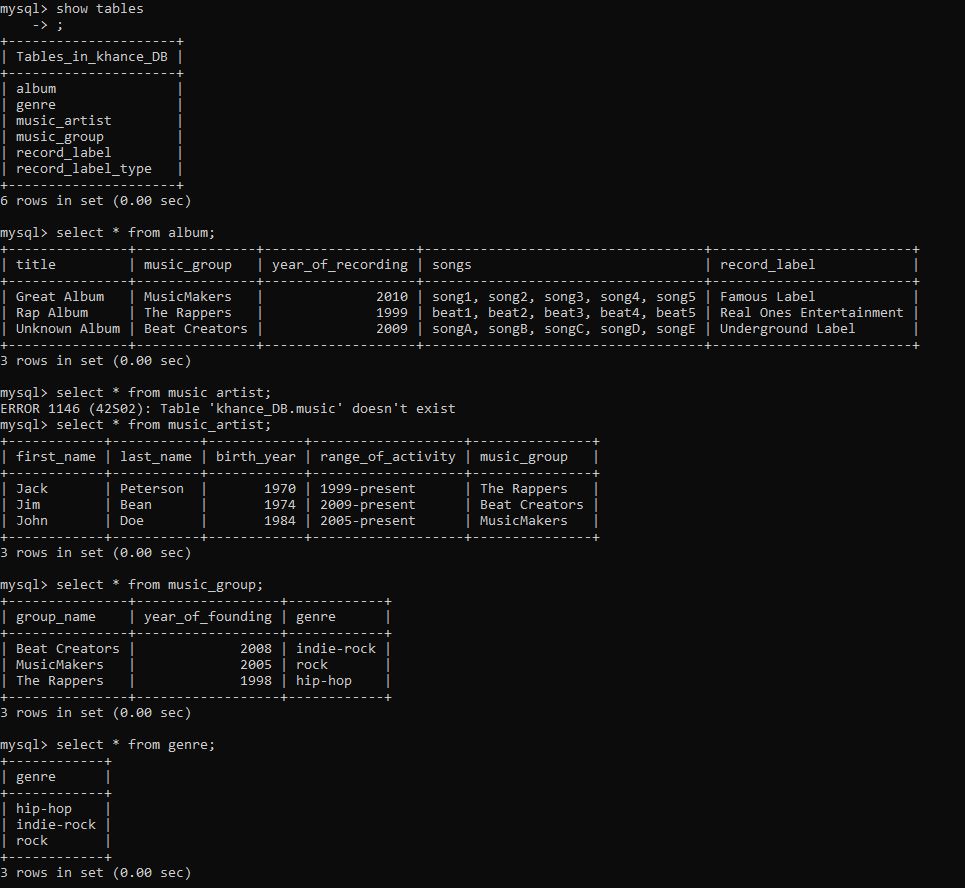 mysql> show tables
    -> ;
+---------------------+
| Tables_in_khance_DB |
+---------------------+
| album               |
| genre               |
| music_artist        |
| music_group         |
| record_label        |
| record_label_type   |
+---------------------+
6 rows in set (0.00 sec)

mysql> select * from album;
+---------------+---------------+-------------------+-----------------------------------+-------------------------+
| title         | music_group   | year_of_recording | songs                             | record_label            |
+---------------+---------------+-------------------+-----------------------------------+-------------------------+
| Great Album   | MusicMakers   |              2010 | song1, song2, song3, song4, song5 | Famous Label            |
| Rap Album     | The Rappers   |              1999 | beat1, beat2, beat3, beat4, beat5 | Real Ones Entertainment |
| Unknown Album | Beat Creators |              2009 | songA, songB, songC, songD, songE | Underground Label       |
+---------------+---------------+-------------------+-----------------------------------+-------------------------+
3 rows in set (0.00 sec)

mysql> select * from music artist;
ERROR 1146 (42S02): Table 'khance_DB.music' doesn't exist
mysql> select * from music_artist;
+------------+-----------+------------+-------------------+---------------+
| first_name | last_name | birth_year | range_of_activity | music_group   |
+------------+-----------+------------+-------------------+---------------+
| Jack       | Peterson  |       1970 | 1999-present      | The Rappers   |
| Jim        | Bean      |       1974 | 2009-present      | Beat Creators |
| John       | Doe       |       1984 | 2005-present      | MusicMakers   |
+------------+-----------+------------+-------------------+---------------+
3 rows in set (0.00 sec)

mysql> select * from music_group;
+---------------+------------------+------------+
| group_name    | year_of_founding | genre      |
+---------------+------------------+------------+
| Beat Creators |             2008 | indie-rock |
| MusicMakers   |             2005 | rock       |
| The Rappers   |             1998 | hip-hop    |
+---------------+------------------+------------+
3 rows in set (0.00 sec)

mysql> select * from genre;
+------------+
| genre      |
+------------+
| hip-hop    |
| indie-rock |
| rock       |
+------------+
3 rows in set (0.00 sec)